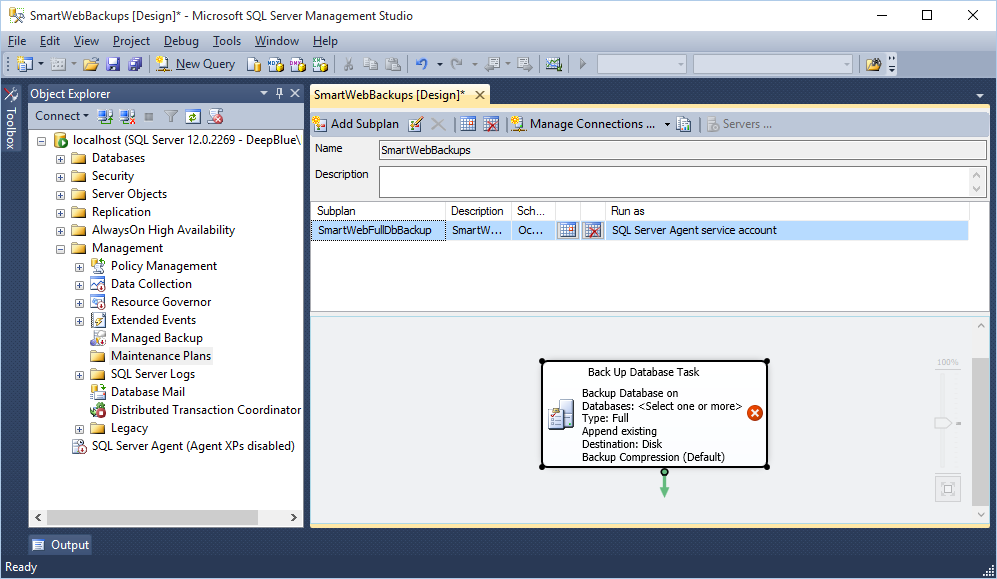 SmartWebBackups [Design]* - Microsoft SQL Server Management Studio
File Edit View Project Debug Tools Window Help
New Query
Object Explorer
Connect
Toolbox
localhost (SQL Server 12.0.2269 - DeepBlue\
Databases
Security
Server Objects
Replication
AlwaysOn High Availability
Management
Policy Management
Data Collection
Resource Governor
Extended Events
Managed Backup
Maintenance Plans
SQL Server Logs
Database Mail
Distributed Transaction Coordinator
Legacy
SQL Server Agent (Agent XPs disabled)
SmartWebBackups [Design]*
Add Subplan Manage Connections ... Servers ...
Name SmartWebBackups
Description
Subplan Description Sch... Run as
SmartWebFullDbBackup SmartW... Oc... SQL Server Agent service account
Back Up Database Task
Backup Database on
Databases: <Select one or more>
Type: Full
Append existing
Destination: Disk
Backup Compression (Default)
100%
Output
Ready